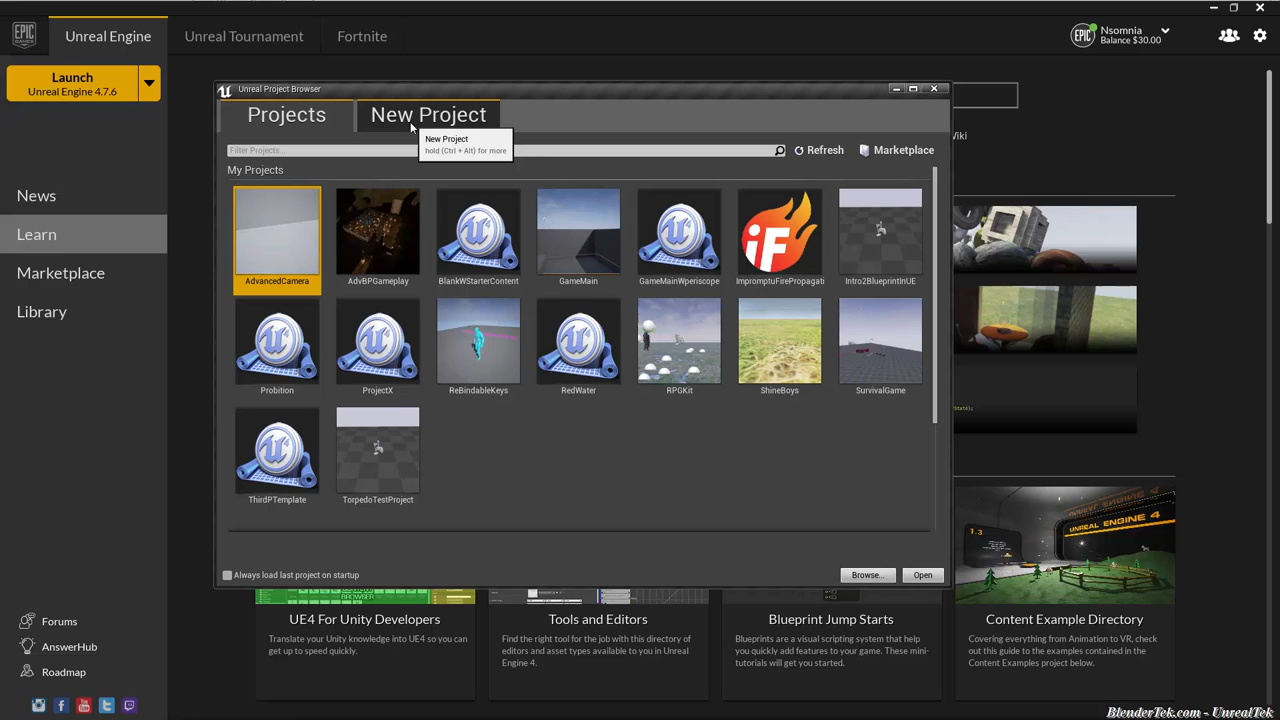 EPIC GAMES
Unreal Engine
Unreal Tournament
Fortnite
EPIC
Nsomnia
Balance $30.00
Launch
Unreal Engine 4.7.6
News
Learn
Marketplace
Library
Forums
AnswerHub
Roadmap
Unreal Project Browser
Projects
New Project
New Project
hold (Ctrl + Alt) for more
Filter Projects...
Refresh
Marketplace
Wiki
My Projects
AdvancedCamera
AdvBPGameplay
BlankWStarterContent
GameMain
GameMainWperiscope
iF
ImpromptuFirePropagati
Intro2BlueprintInUE
Probition
ProjectX
ReBindableKeys
RedWater
RPGKit
ShineBoys
SurvivalGame
ThirdPTemplate
TorpedoTestProject
Always load last project on startup
Browse...
Open
1.3
UNREAL ENGINE 4
UE4 For Unity Developers
Translate your Unity knowledge into UE4 so you can
get up to speed quickly.
Tools and Editors
Find the right tool for the job with this directory of
editors and asset types available to you in Unreal
Engine 4.
Blueprint Jump Starts
Blueprints are a visual scripting system that help
you quickly add features to your game. These mini-
tutorials will get you started.
Content Example Directory
Covering everything from Animation to VR, check
out this guide to the examples contained in the
Content Examples project below.
BlenderTek.com - UnrealTek